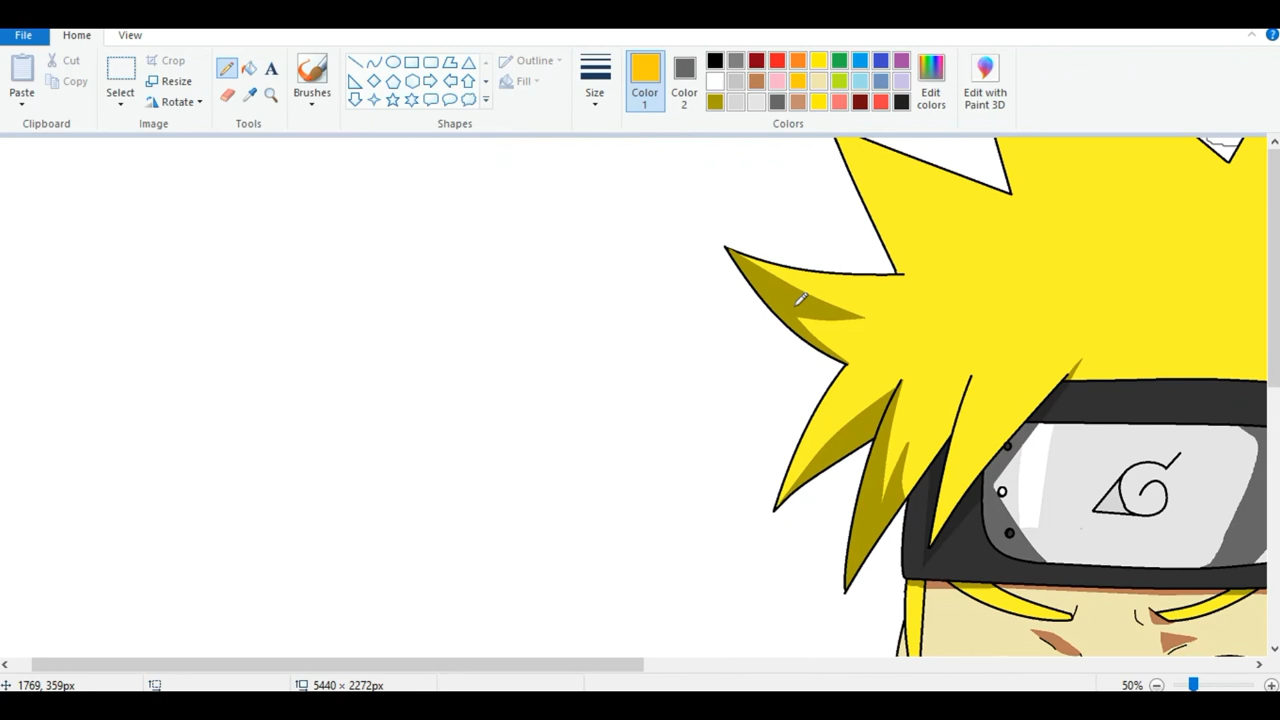 File Home View
Paste Cut Copy
Clipboard
Select Crop Resize Rotate
Image
A
Tools
Brushes
Outline Fill
Shapes
Size
Color 1
Color 2
Edit colors
Colors
Edit with Paint 3D
1769, 359px
5440 × 2272px
50%